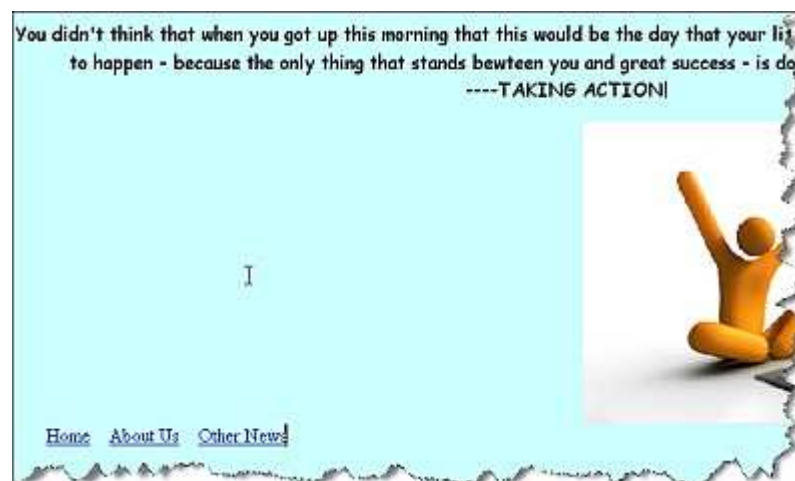 You didn't think that when you got up this morning that this would be the day that your
to happen - because the only thing that stands bewteen you and great success - is
----TAKING ACTION
Home About Us Other News